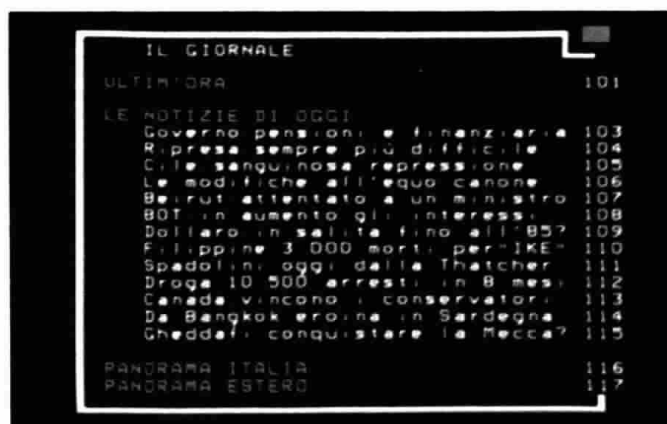 IL GIORNALE
ULTIM'ORA 101
LE NOTIZIE DI OGGI
Governo pensioni e finanziaria 103
Ripresa sempre più difficile 104
Cile sanguinosa repressione 105
Le modifiche all'equo canone 106
Beirut attentato a un ministro 107
BOT in aumento gli interessi 108
Dollaro in salita fino all'85? 109
Filippine 3 000 morti per "IKE" 110
Spadolini oggi dalla Thatcher 111
Droga 10 500 arresti in 8 mesi 112
Canada vincono i conservatori 113
Da Bangkok eroina in Sardegna 114
Gheddafi conquistare la Mecca? 115
PANORAMA ITALIA 116
PANORAMA ESTERO 117